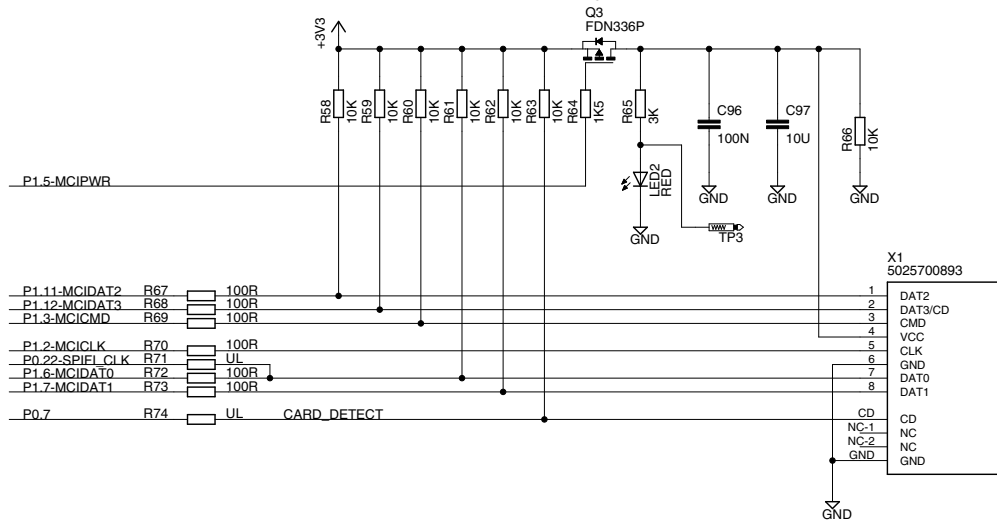 Q3
FDN336P
+3V3
R58 10K
R59 10K
R60 10K
R61 10K
R62 10K
R63 10K
R64 1K5
R65 3K
C96
100N
C97
10U
R66 10K
P1.5-MCIPWR
LED2
RED
GND
GND
GND
GND
TP3
X1
5025700893
P1.11-MCIDAT2 R67 100R 1 DAT2
P1.12-MCIDAT3 R68 100R 2 DAT3/CD
P1.3-MCICMD R69 100R 3 CMD
4 VCC
P1.2-MCICLK R70 100R 5 CLK
P0.22-SPIFI_CLK R71 UL 6 GND
P1.6-MCIDAT0 R72 100R 7 DAT0
P1.7-MCIDAT1 R73 100R 8 DAT1
P0.7 R74 UL CARD_DETECT CD CD
NC-1 NC
NC-2 NC
GND GND
GND